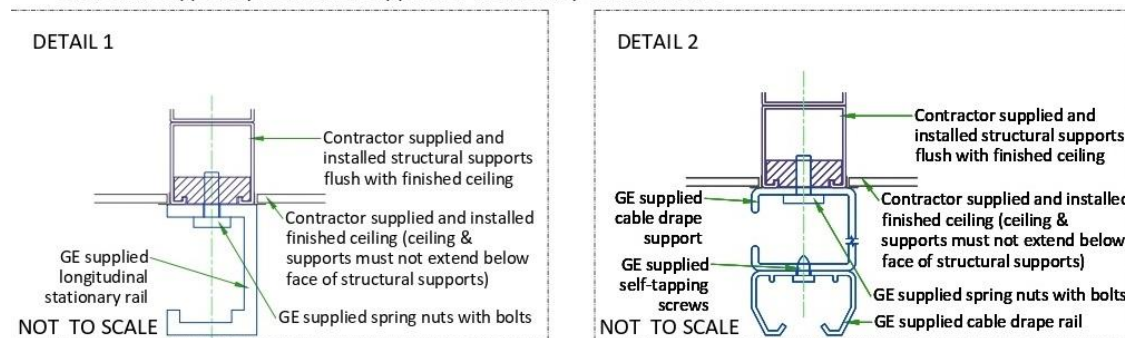 DETAIL 1
Contractor supplied and
installed structural supports
flush with finished ceiling
Contractor supplied and installed
finished ceiling (ceiling &
supports must not extend below
face of structural supports)
GE supplied
longitudinal
stationary rail
GE supplied spring nuts with bolts
NOT TO SCALE
DETAIL 2
Contractor supplied and
installed structural supports
flush with finished ceiling
GE supplied
cable drape
support
Contractor supplied and installed
finished ceiling (ceiling &
supports must not extend below
face of structural supports)
GE supplied
self-tapping
screws
GE supplied spring nuts with bolts
GE supplied cable drape rail
NOT TO SCALE